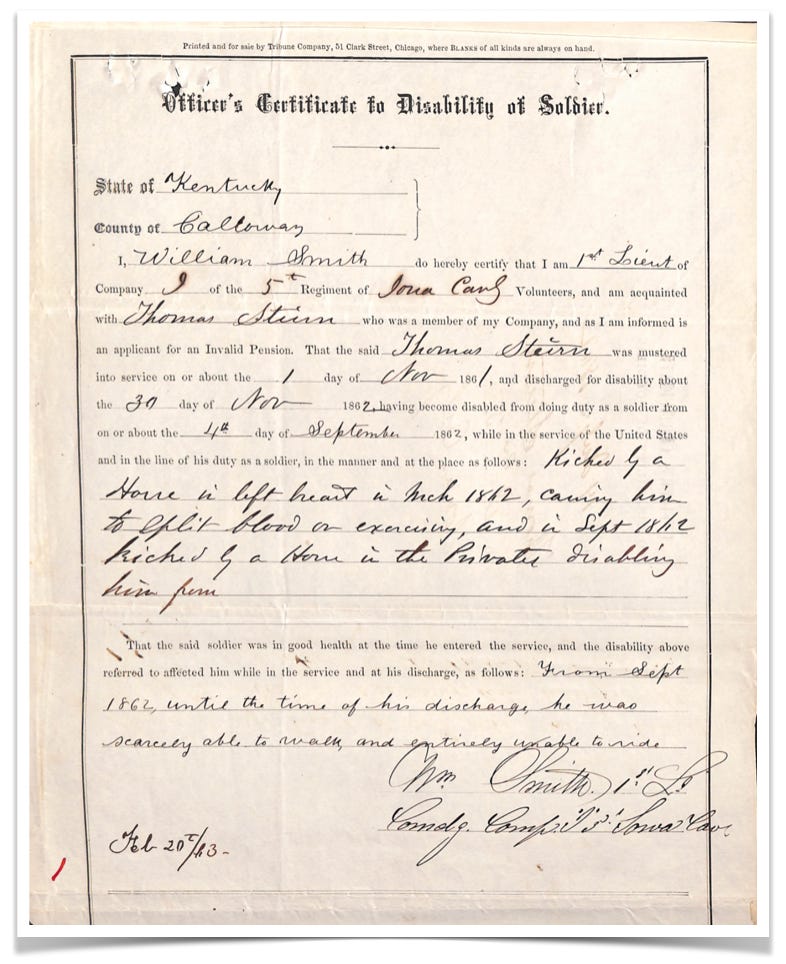 Printed and for sale by Tribune Company, 51 Clark Street, Chicago, where BLANKS of all kinds are always on hand.
Officer's Certificate to Disability of Soldier.
State of Kentucky
County of Calloway
I, William Smith do hereby certify that I am 1st Lieut of
Company I of the 5th Regiment of Iowa Cavy Volunteers, and am acquainted
with Thomas Steirn who was a member of my Company, and as I am informed is
an applicant for an Invalid Pension. That the said Thomas Steirn was mustered
into service on or about the 1 day of Nov 1861, and discharged for disability about
the 30 day of Nov 1862, having become disabled from doing duty as a soldier from
on or about the 4th day of September 1862, while in the service of the United States
and in the line of his duty as a soldier, in the manner and at the place as follows: Kicked by a
Horse in left breast in Mch 1862, causing him
to Split blood on exercising, and in Sept 1862
kicked by a Horse in the Privates disabling
him from
That the said soldier was in good health at the time he entered the service, and the disability above
referred to affected him while in the service and at his discharge, as follows: From Sept
1862, until the time of his discharge, he was
scarcely able to walk, and entirely unable to ride
Wm Smith 1st Lt
Comdg. Comp. I 5' Iowa Cav.
Feb 20th/63-